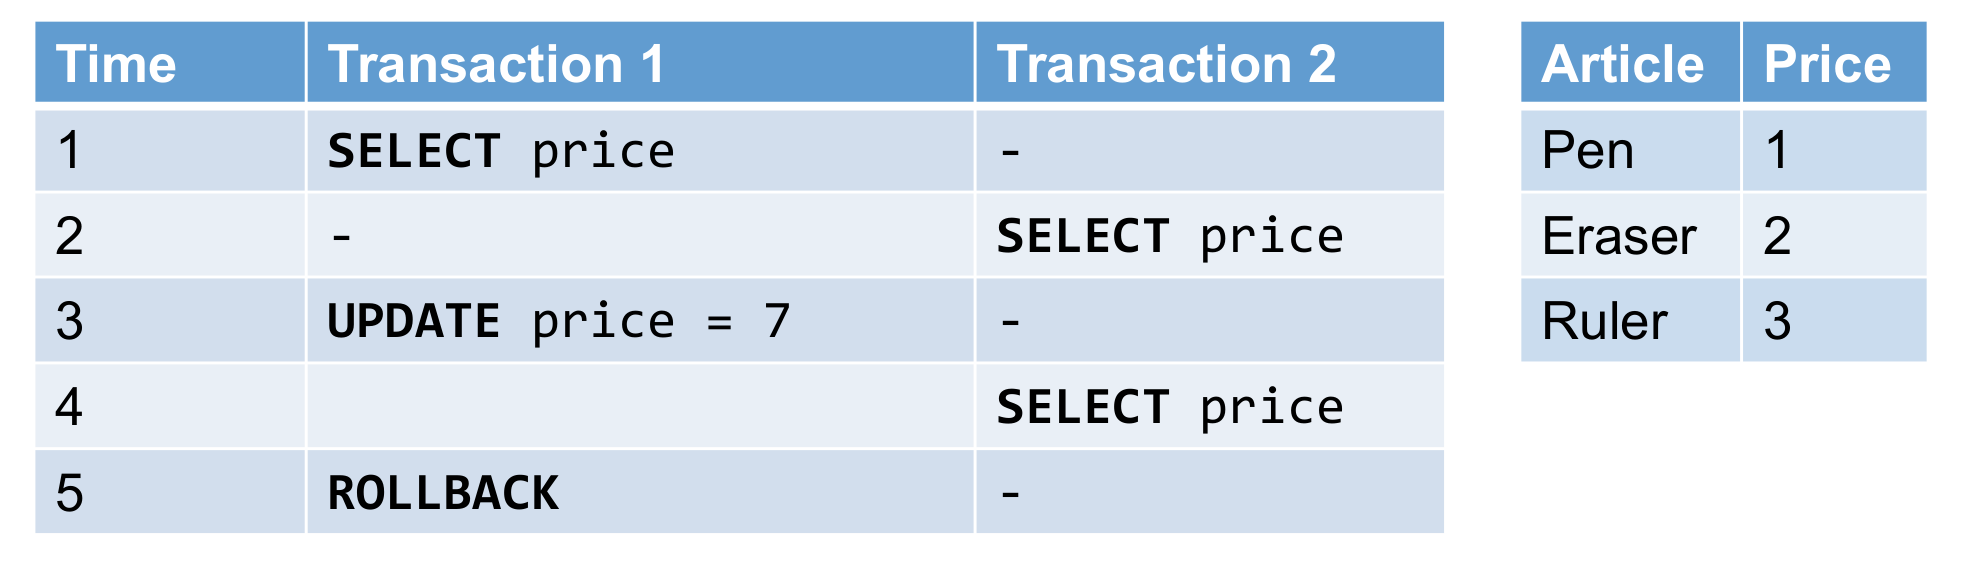 Time Transaction 1 Transaction 2
1 SELECT price -
2 - SELECT price
3 UPDATE price = 7 -
4 SELECT price
5 ROLLBACK -
Article Price
Pen 1
Eraser 2
Ruler 3